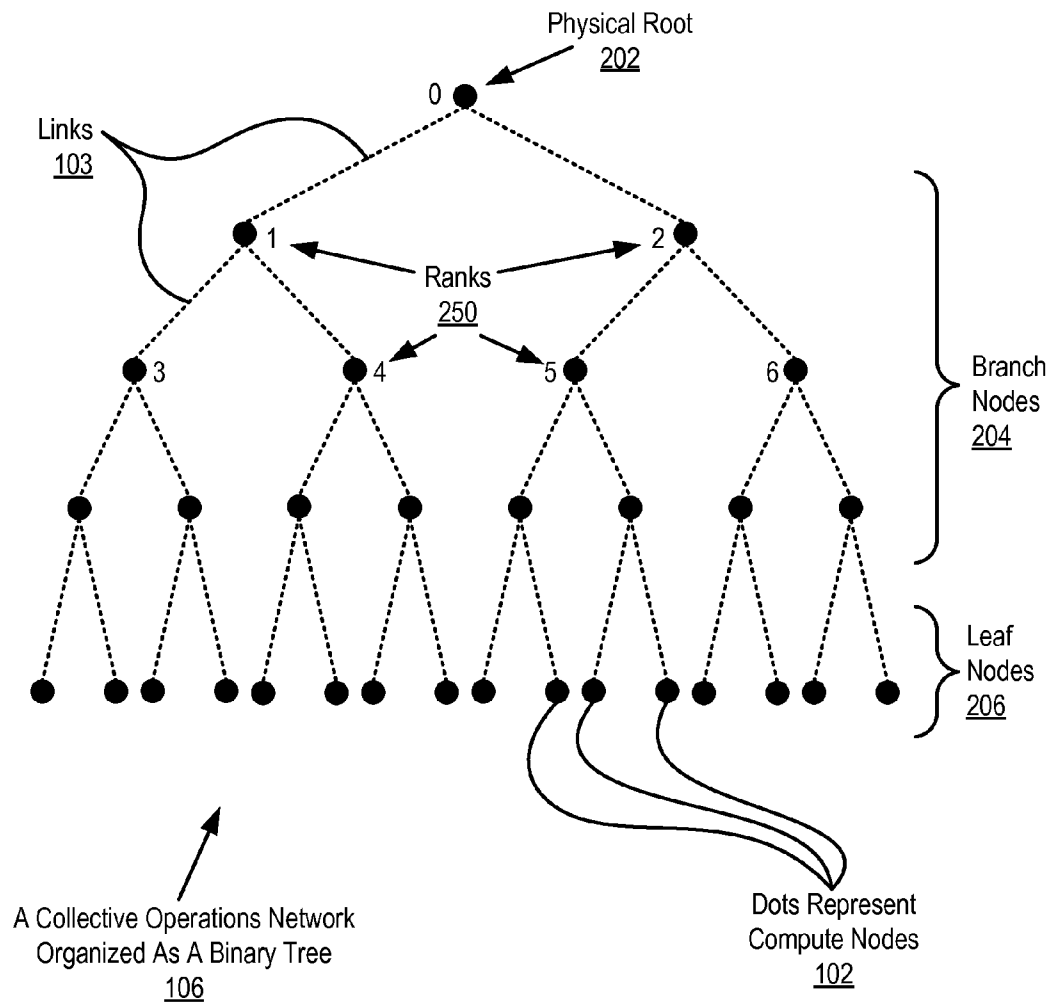 Physical Root
202
0
Links
103
1
2
Ranks
250
3
4
5
6
Branch
Nodes
204
Leaf
Nodes
206
A Collective Operations Network
Organized As A Binary Tree
106
Dots Represent
Compute Nodes
102